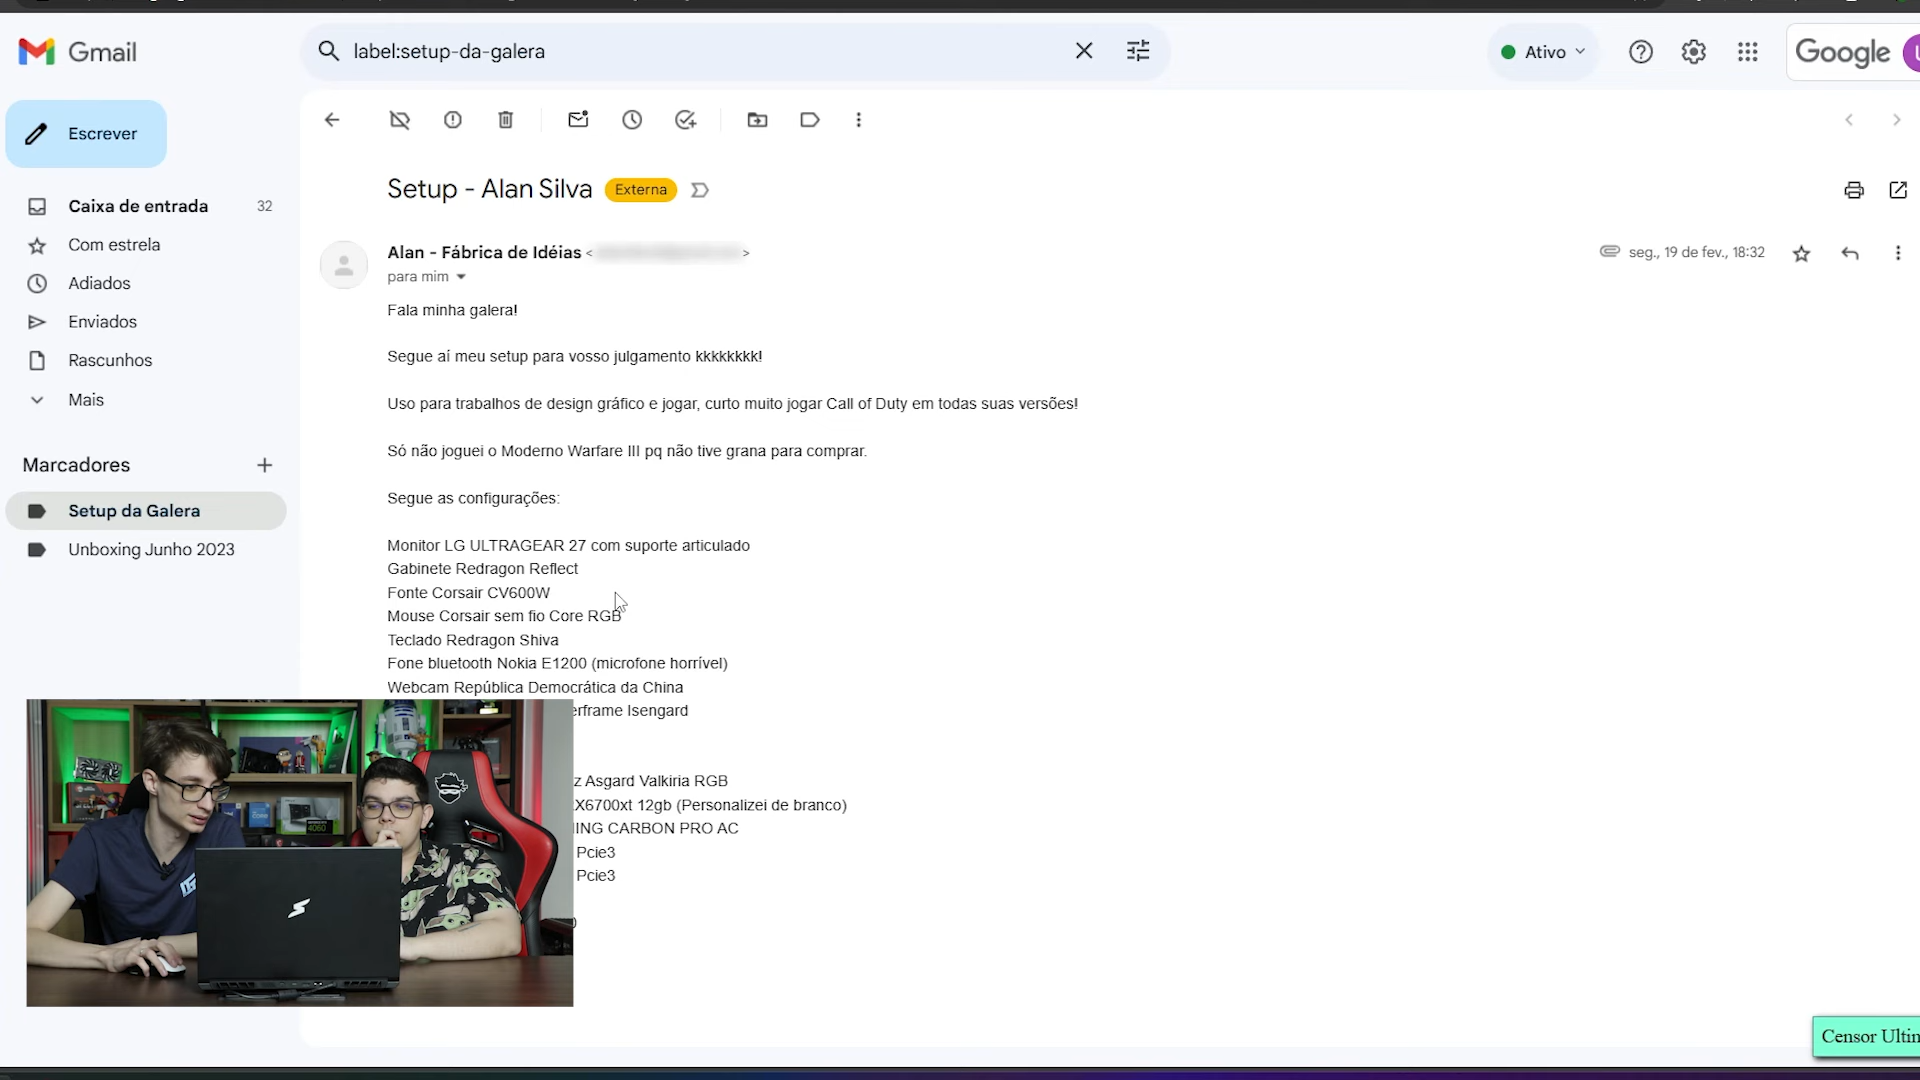 Gmail
label:setup-da-galera
Ativo
Google
Escrever
Caixa de entrada
32
Com estrela
Adiados
Enviados
Rascunhos
Mais
Marcadores
Setup da Galera
Unboxing Junho 2023
Setup - Alan Silva
Externa
Alan - Fábrica de Idéias <
>
seg., 19 de fev., 18:32
para mim
Fala minha galera!
Segue aí meu setup para vosso julgamento kkkkkkkk!
Uso para trabalhos de design gráfico e jogar, curto muito jogar Call of Duty em todas suas versões!
Só não joguei o Moderno Warfare III pq não tive grana para comprar.
Segue as configurações:
Monitor LG ULTRAGEAR 27 com suporte articulado
Gabinete Redragon Reflect
Fonte Corsair CV600W
Mouse Corsair sem fio Core RGB
Teclado Redragon Shiva
Fone bluetooth Nokia E1200 (microfone horrível)
Webcam República Democrática da China
erframe Isengard
z Asgard Valkiria RGB
X6700xt 12gb (Personalizei de branco)
ING CARBON PRO AC
Pcie3
Pcie3
Censor Ultim